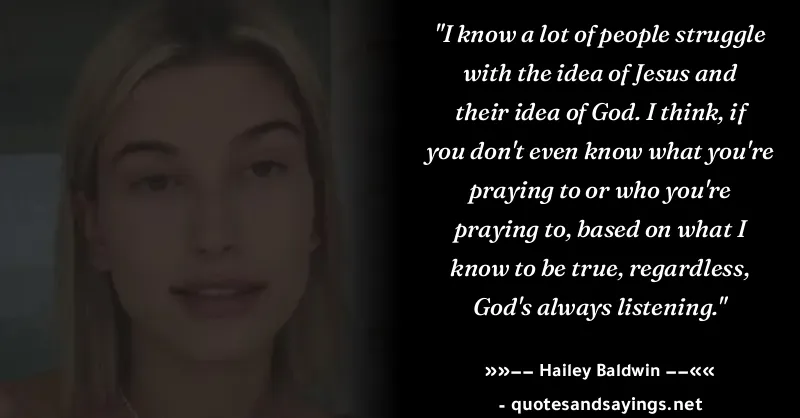 "I know a lot of people struggle
with the idea of Jesus and
their idea of God. I think, if
you don't even know what you're
praying to or who you're
praying to, based on what I
know to be true, regardless,
God's always listening."
»»–– Hailey Baldwin ––««
- quotesandsayings.net